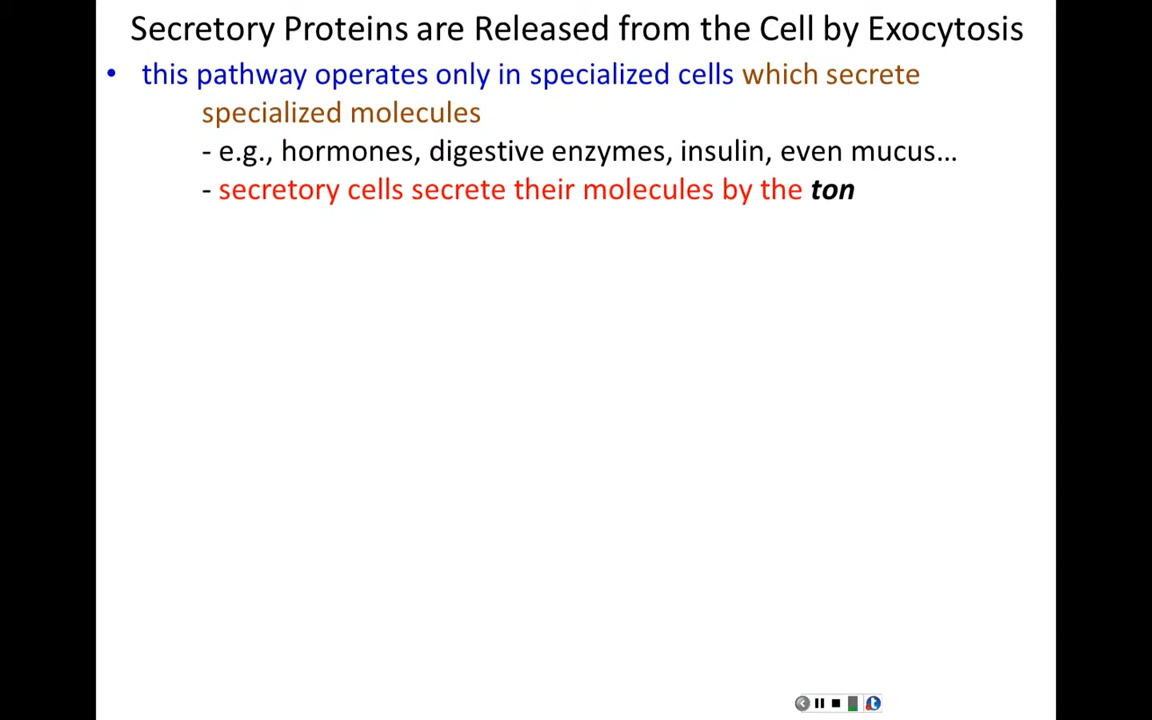 Secretory Proteins are Released from the Cell by Exocytosis
• this pathway operates only in specialized cells which secrete
specialized molecules
- e.g., hormones, digestive enzymes, insulin, even mucus…
- secretory cells secrete their molecules by the ton